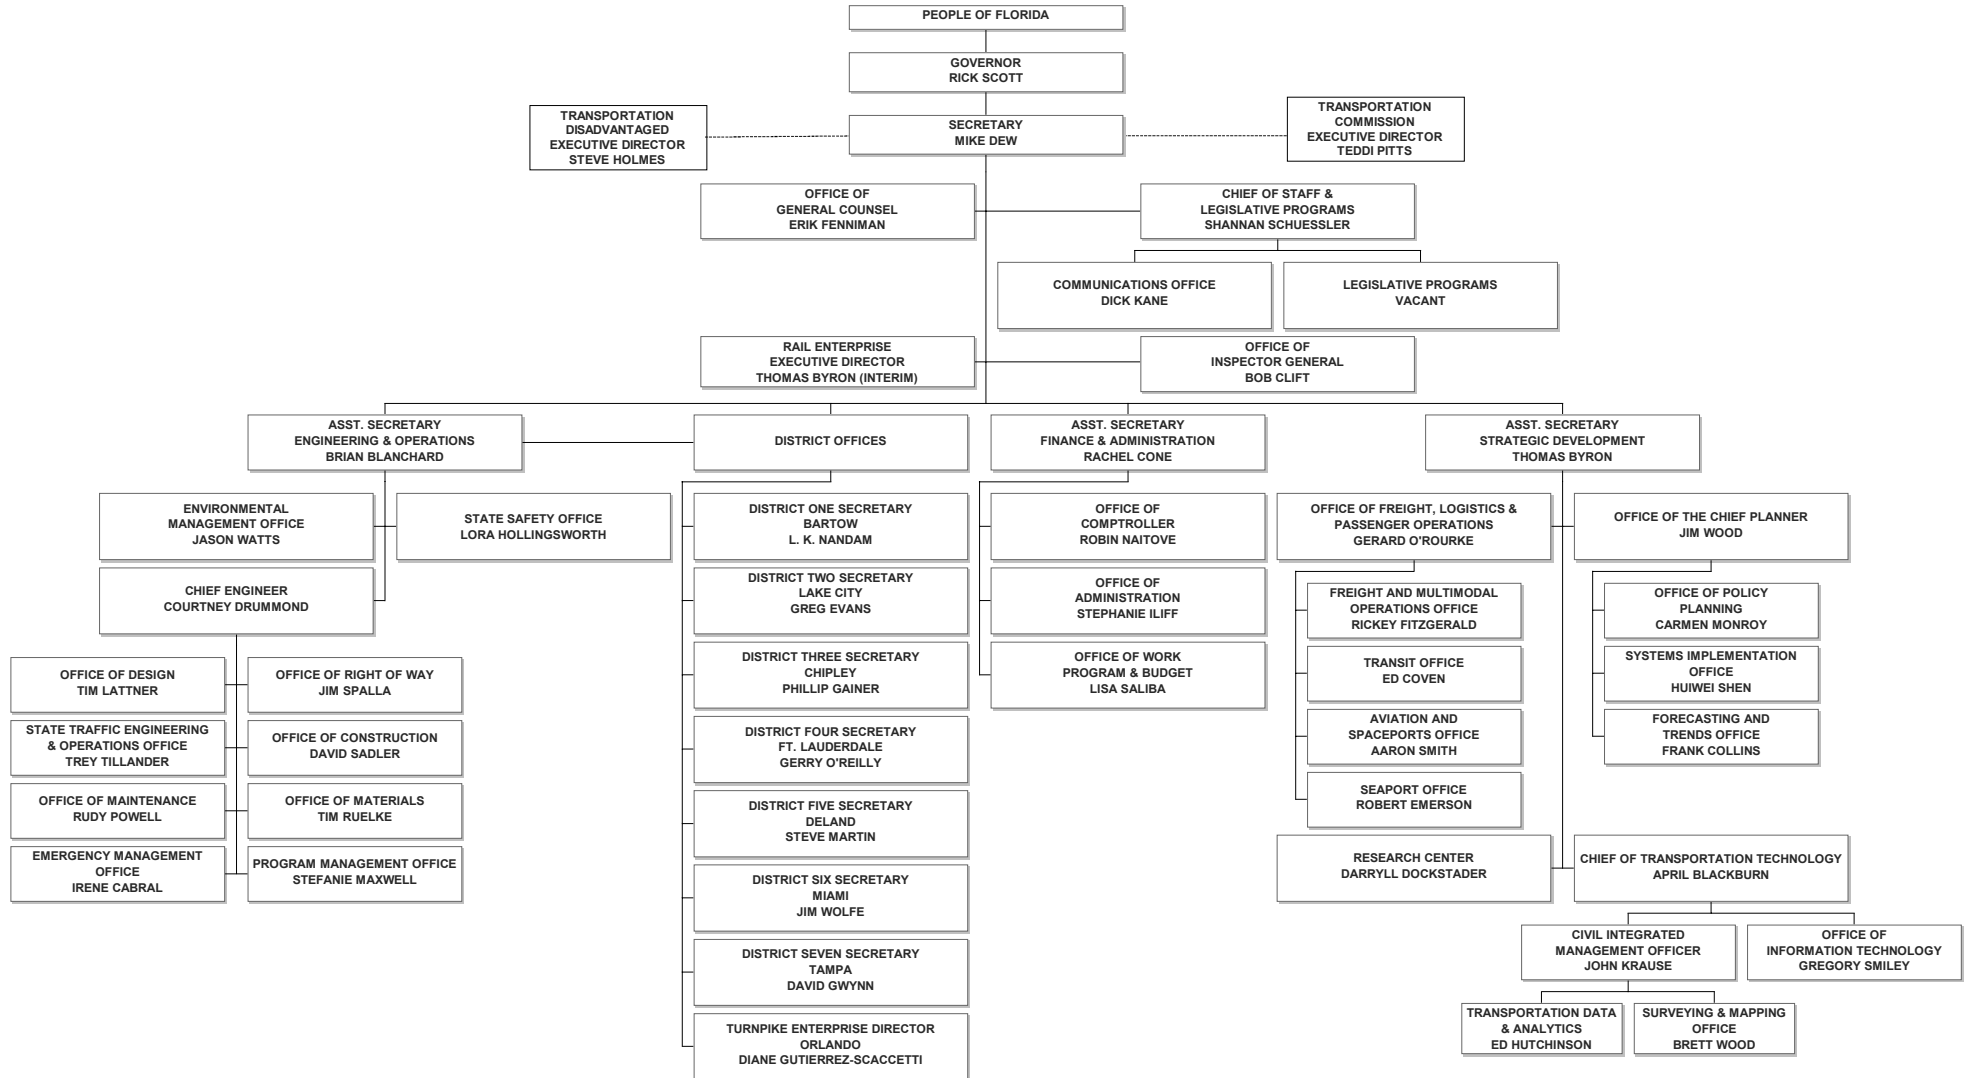 PEOPLE OF FLORIDA
GOVERNOR
RICK SCOTT
TRANSPORTATION
DISADVANTAGED
EXECUTIVE DIRECTOR
STEVE HOLMES
SECRETARY
MIKE DEW
TRANSPORTATION
COMMISSION
EXECUTIVE DIRECTOR
TEDDI PITTS
OFFICE OF
GENERAL COUNSEL
ERIK FENNIMAN
CHIEF OF STAFF &
LEGISLATIVE PROGRAMS
SHANNAN SCHUESSLER
COMMUNICATIONS OFFICE
DICK KANE
LEGISLATIVE PROGRAMS
VACANT
RAIL ENTERPRISE
EXECUTIVE DIRECTOR
THOMAS BYRON (INTERIM)
OFFICE OF
INSPECTOR GENERAL
BOB CLIFT
ASST. SECRETARY
ENGINEERING & OPERATIONS
BRIAN BLANCHARD
DISTRICT OFFICES
ASST. SECRETARY
FINANCE & ADMINISTRATION
RACHEL CONE
ASST. SECRETARY
STRATEGIC DEVELOPMENT
THOMAS BYRON
ENVIRONMENTAL
MANAGEMENT OFFICE
JASON WATTS
STATE SAFETY OFFICE
LORA HOLLINGSWORTH
CHIEF ENGINEER
COURTNEY DRUMMOND
OFFICE OF DESIGN
TIM LATTNER
OFFICE OF RIGHT OF WAY
JIM SPALLA
STATE TRAFFIC ENGINEERING
& OPERATIONS OFFICE
TREY TILLANDER
OFFICE OF CONSTRUCTION
DAVID SADLER
OFFICE OF MAINTENANCE
RUDY POWELL
OFFICE OF MATERIALS
TIM RUELKE
EMERGENCY MANAGEMENT
OFFICE
IRENE CABRAL
PROGRAM MANAGEMENT OFFICE
STEFANIE MAXWELL
DISTRICT ONE SECRETARY
BARTOW
L. K. NANDAM
DISTRICT TWO SECRETARY
LAKE CITY
GREG EVANS
DISTRICT THREE SECRETARY
CHIPLEY
PHILLIP GAINER
DISTRICT FOUR SECRETARY
FT. LAUDERDALE
GERRY O'REILLY
DISTRICT FIVE SECRETARY
DELAND
STEVE MARTIN
DISTRICT SIX SECRETARY
MIAMI
JIM WOLFE
DISTRICT SEVEN SECRETARY
TAMPA
DAVID GWYNN
TURNPIKE ENTERPRISE DIRECTOR
ORLANDO
DIANE GUTIERREZ-SCACCETTI
OFFICE OF
COMPTROLLER
ROBIN NAITOVE
OFFICE OF
ADMINISTRATION
STEPHANIE ILIFF
OFFICE OF WORK
PROGRAM & BUDGET
LISA SALIBA
OFFICE OF FREIGHT, LOGISTICS &
PASSENGER OPERATIONS
GERARD O'ROURKE
OFFICE OF THE CHIEF PLANNER
JIM WOOD
FREIGHT AND MULTIMODAL
OPERATIONS OFFICE
RICKEY FITZGERALD
TRANSIT OFFICE
ED COVEN
AVIATION AND
SPACEPORTS OFFICE
AARON SMITH
SEAPORT OFFICE
ROBERT EMERSON
OFFICE OF POLICY
PLANNING
CARMEN MONROY
SYSTEMS IMPLEMENTATION
OFFICE
HUIWEI SHEN
FORECASTING AND
TRENDS OFFICE
FRANK COLLINS
RESEARCH CENTER
DARRYLL DOCKSTADER
CHIEF OF TRANSPORTATION TECHNOLOGY
APRIL BLACKBURN
CIVIL INTEGRATED
MANAGEMENT OFFICER
JOHN KRAUSE
OFFICE OF
INFORMATION TECHNOLOGY
GREGORY SMILEY
TRANSPORTATION DATA
& ANALYTICS
ED HUTCHINSON
SURVEYING & MAPPING
OFFICE
BRETT WOOD